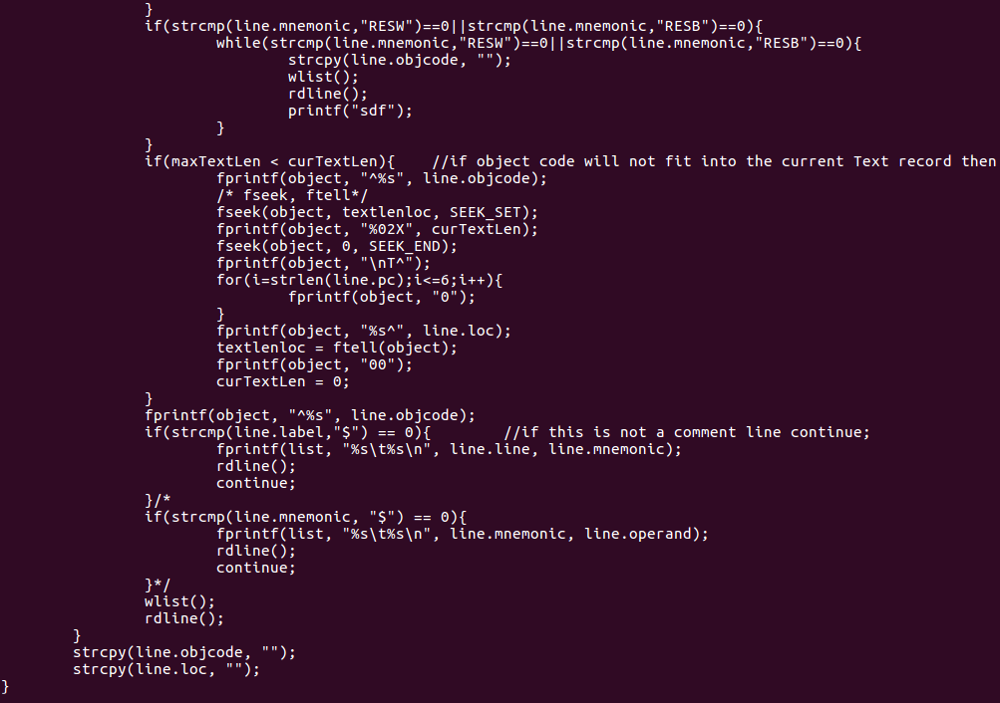 }
                if(strcmp(line.mnemonic,"RESW")==0||strcmp(line.mnemonic,"RESB")==0){
                        while(strcmp(line.mnemonic,"RESW")==0||strcmp(line.mnemonic,"RESB")==0){
                                strcpy(line.objcode, "");
                                wlist();
                                rdline();
                                printf("sdf");
                        }
                }
                if(maxTextLen < curTextLen){    //if object code will not fit into the current Text record then
                        fprintf(object, "^%s", line.objcode);
                        /* fseek, ftell*/
                        fseek(object, textlenloc, SEEK_SET);
                        fprintf(object, "%02X", curTextLen);
                        fseek(object, 0, SEEK_END);
                        fprintf(object, "\nT^");
                        for(i=strlen(line.pc);i<=6;i++){
                                fprintf(object, "0");
                        }
                        fprintf(object, "%s^", line.loc);
                        textlenloc = ftell(object);
                        fprintf(object, "00");
                        curTextLen = 0;
                }
                fprintf(object, "^%s", line.objcode);
                if(strcmp(line.label,"$") == 0){        //if this is not a comment line continue;
                        fprintf(list, "%s\t%s\n", line.line, line.mnemonic);
                        rdline();
                        continue;
                }/*
                if(strcmp(line.mnemonic, "$") == 0){
                        fprintf(list, "%s\t%s\n", line.mnemonic, line.operand);
                        rdline();
                        continue;
                }*/
                wlist();
                rdline();
        }
        strcpy(line.objcode, "");
        strcpy(line.loc, "");
}